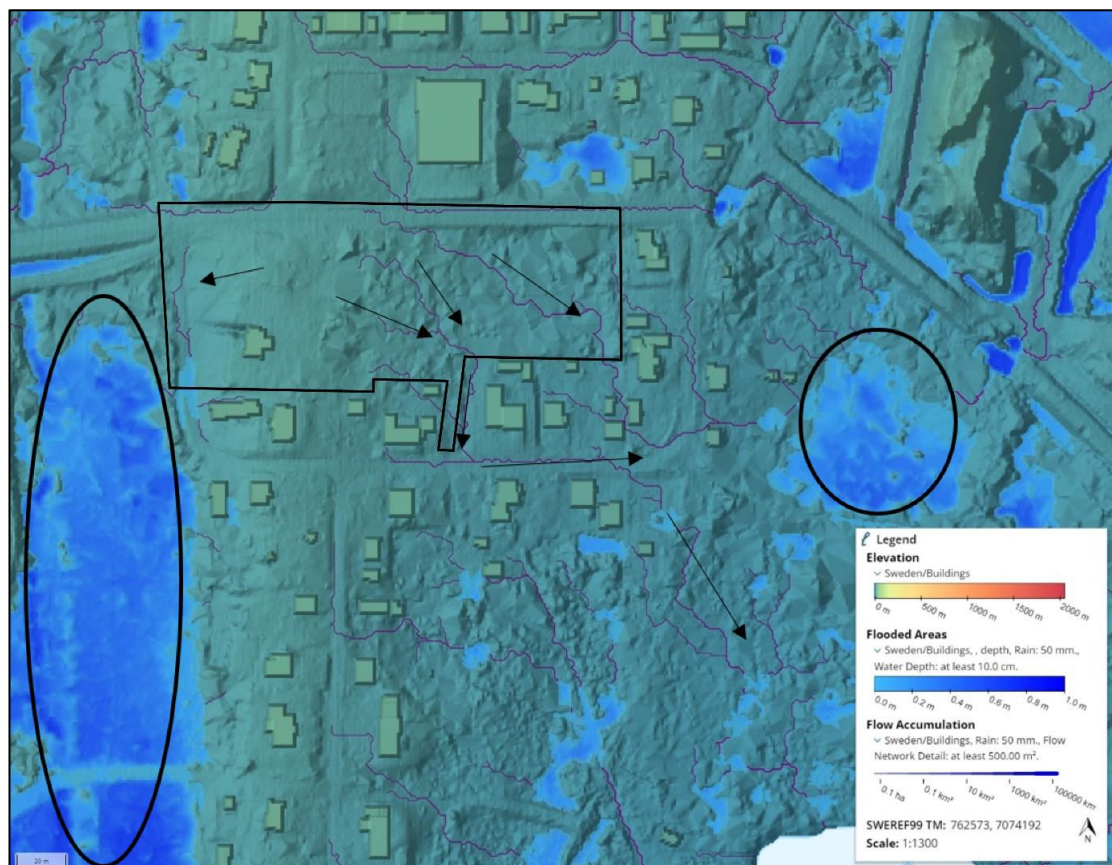 Legend
Elevation
Sweden/Buildings
0 m
500 m
1000 m
1500 m
2000 m
Flooded Areas
Sweden/Buildings, , depth, Rain: 50 mm.,
Water Depth: at least 10.0 cm.
0.0 m
0.2 m
0.4 m
0.6 m
0.8 m
1.0 m
Flow Accumulation
Sweden/Buildings, Rain: 50 mm., Flow
Network Detail: at least 500.00 m².
0.1 ha
0.1 km²
10 km²
1000 km²
100000 km
SWEREF99 TM: 762573, 7074192
Scale: 1:1300
N
20 m